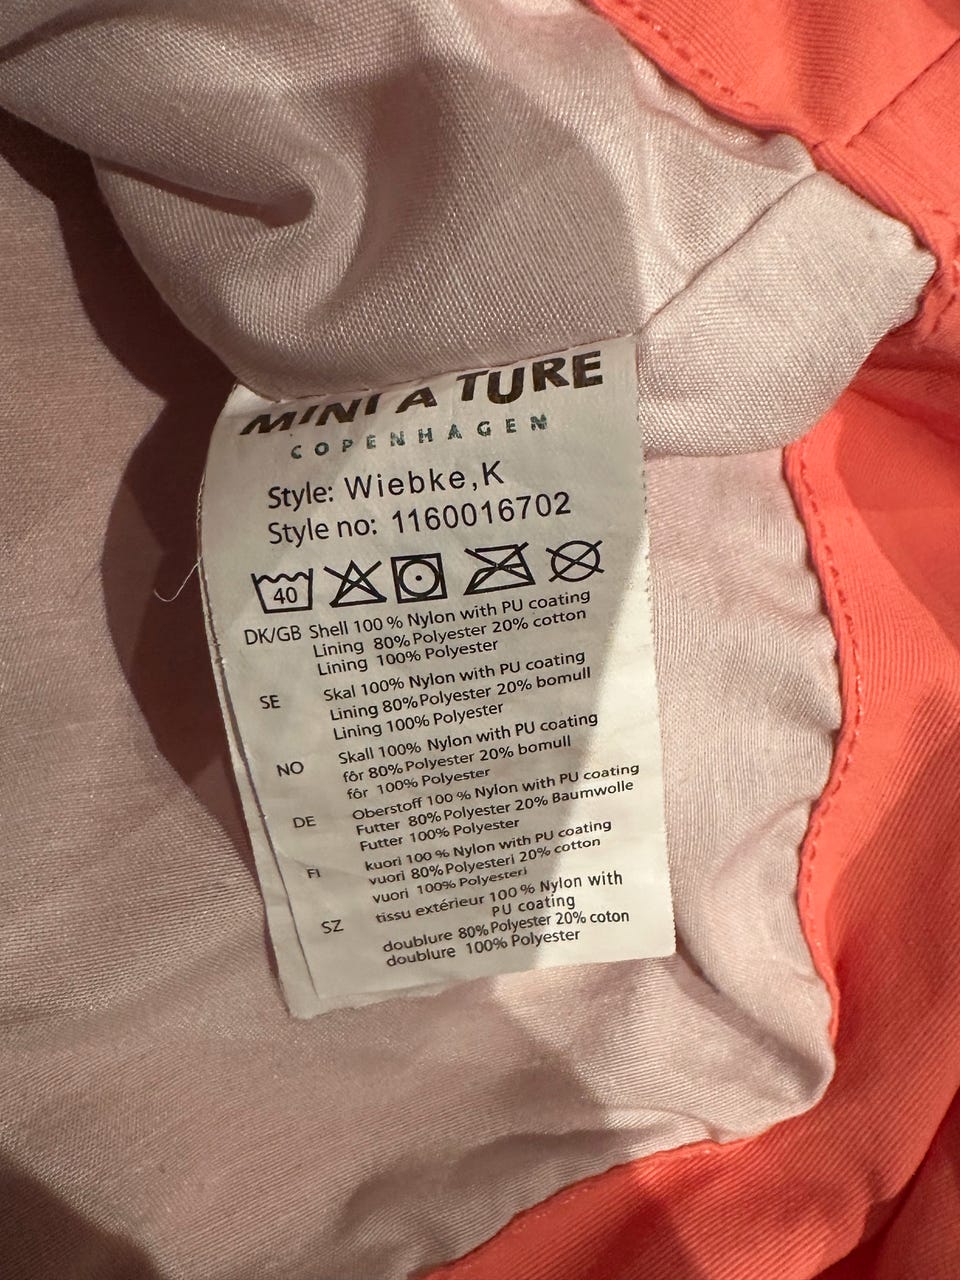 MINI A TURE
COPENHAGEN
Style: Wiebke,K
Style no: 1160016702
40
DK/GB Shell 100 % Nylon with PU coating
Lining 80% Polyester 20% cotton
Lining 100% Polyester
SE Skal 100% Nylon with PU coating
Lining 80% Polyester 20% bomull
Lining 100% Polyester
NO Skall 100% Nylon with PU coating
fôr 80% Polyester 20% bomull
fôr 100% Polyester
DE Oberstoff 100 % Nylon with PU coating
Futter 80% Polyester 20% Baumwolle
Futter 100% Polyester
FI kuori 100 % Nylon with PU coating
vuori 80% Polyesteri 20% cotton
vuori 100% Polyesteri
SZ tissu extérieur 100 % Nylon with
PU coating
doublure 80% Polyester 20% coton
doublure 100% Polyester